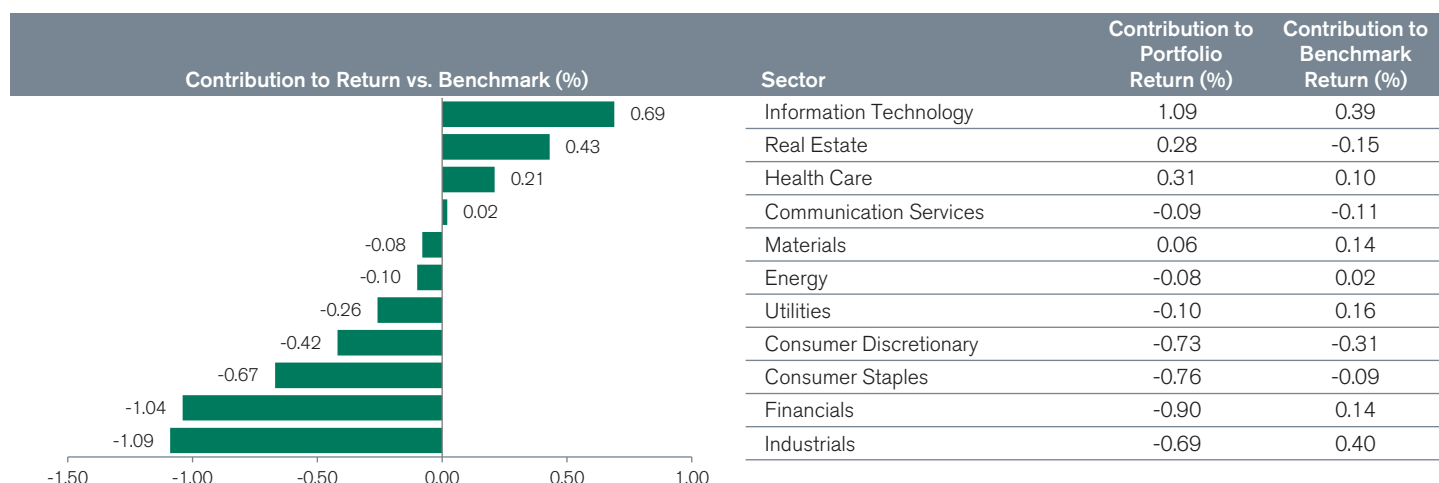 Contribution to Return vs. Benchmark (%)
Sector
Contribution to
Portfolio
Return (%)
Contribution to
Benchmark
Return (%)
0.69
Information Technology 1.09 0.39
0.43
Real Estate 0.28 -0.15
0.21
Health Care 0.31 0.10
0.02
Communication Services -0.09 -0.11
-0.08
Materials 0.06 0.14
-0.10
Energy -0.08 0.02
-0.26
Utilities -0.10 0.16
-0.42
Consumer Discretionary -0.73 -0.31
-0.67
Consumer Staples -0.76 -0.09
-1.04
Financials -0.90 0.14
-1.09
Industrials -0.69 0.40
-1.50 -1.00 -0.50 0.00 0.50 1.00